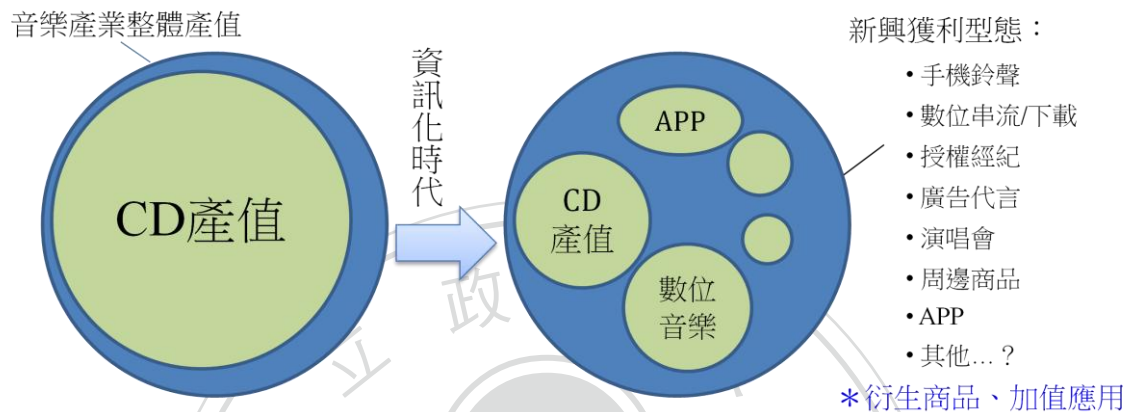 音樂產業整體產值
CD產值
資訊化時代
APP
CD
產值
數位
音樂
新興獲利型態：
• 手機鈴聲
• 數位串流/下載
• 授權經紀
• 廣告代言
• 演唱會
• 周邊商品
• APP
• 其他…？
＊衍生商品、加值應用
立 政